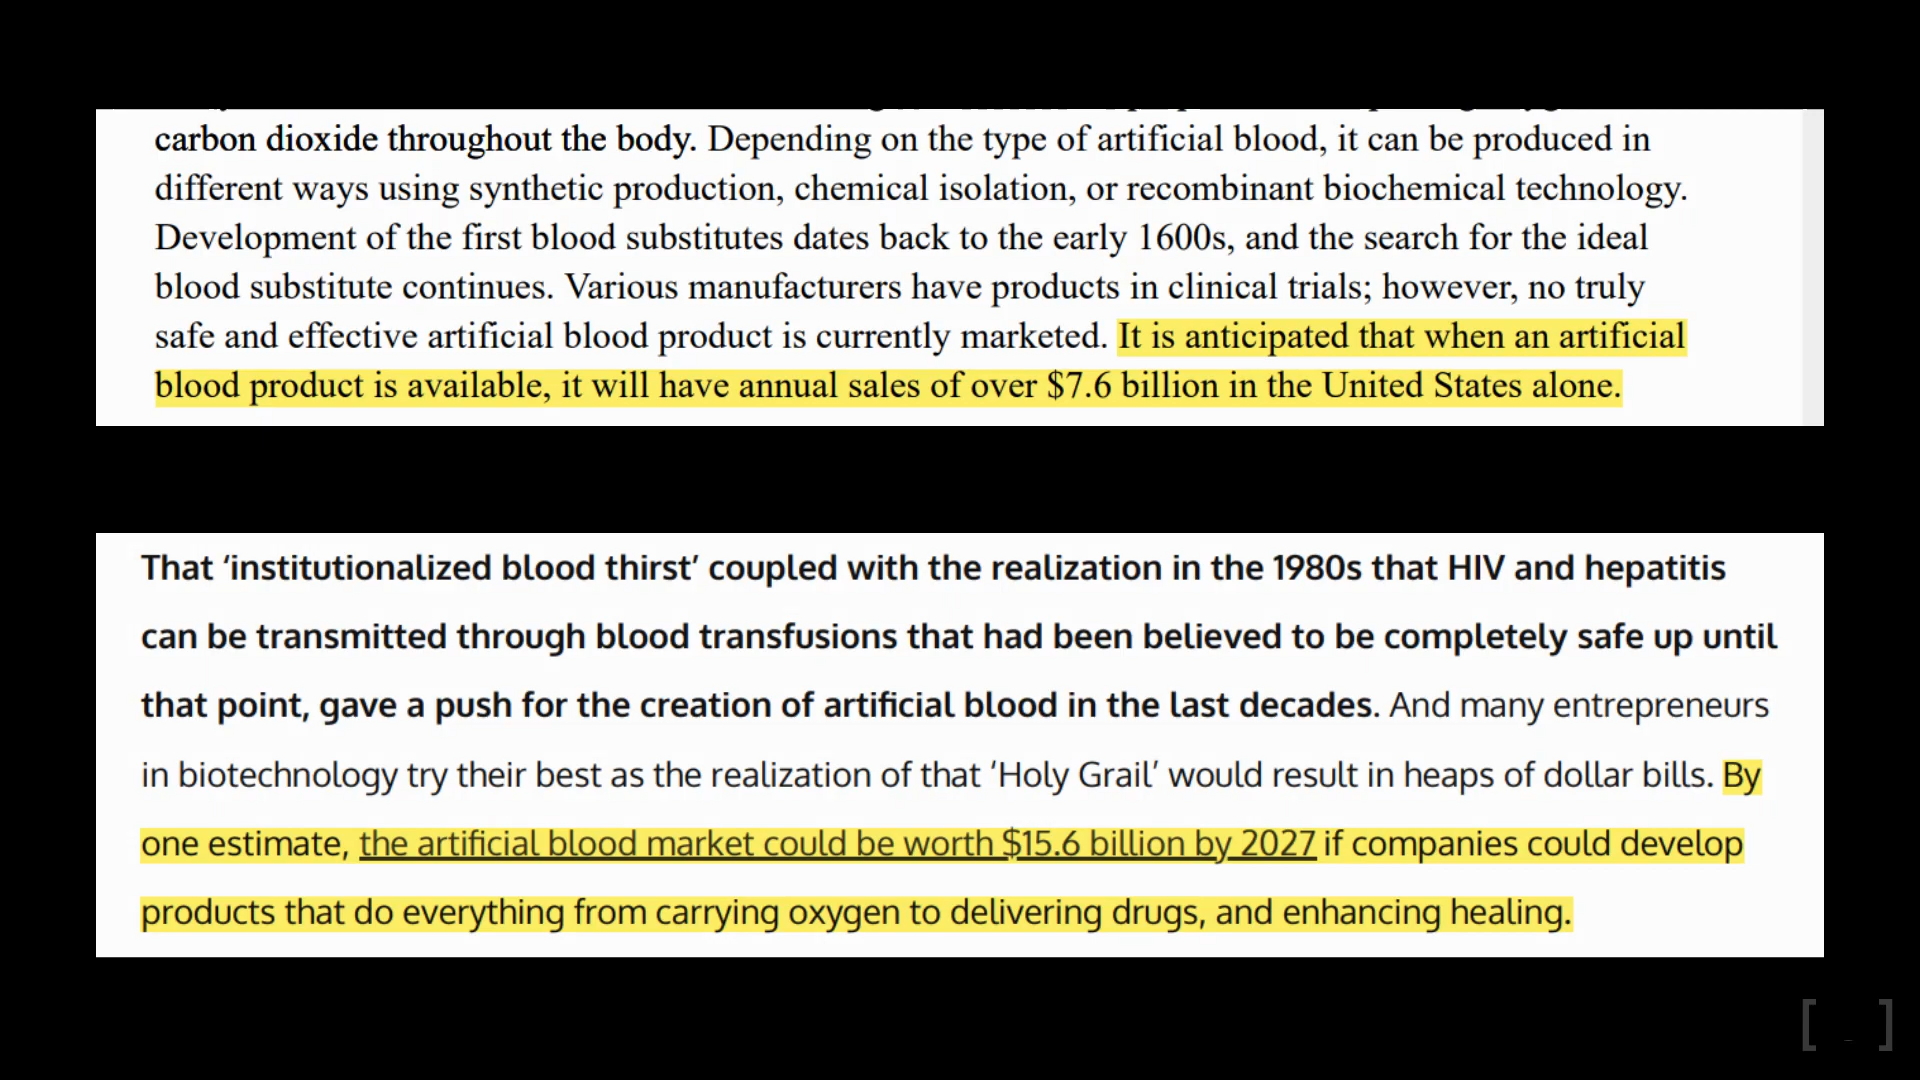 carbon dioxide throughout the body. Depending on the type of artificial blood, it can be produced in
different ways using synthetic production, chemical isolation, or recombinant biochemical technology.
Development of the first blood substitutes dates back to the early 1600s, and the search for the ideal
blood substitute continues. Various manufacturers have products in clinical trials; however, no truly
safe and effective artificial blood product is currently marketed. It is anticipated that when an artificial
blood product is available, it will have annual sales of over $7.6 billion in the United States alone.
That ‘institutionalized blood thirst’ coupled with the realization in the 1980s that HIV and hepatitis
can be transmitted through blood transfusions that had been believed to be completely safe up until
that point, gave a push for the creation of artificial blood in the last decades. And many entrepreneurs
in biotechnology try their best as the realization of that ‘Holy Grail’ would result in heaps of dollar bills. By
one estimate, the artificial blood market could be worth $15.6 billion by 2027 if companies could develop
products that do everything from carrying oxygen to delivering drugs, and enhancing healing.